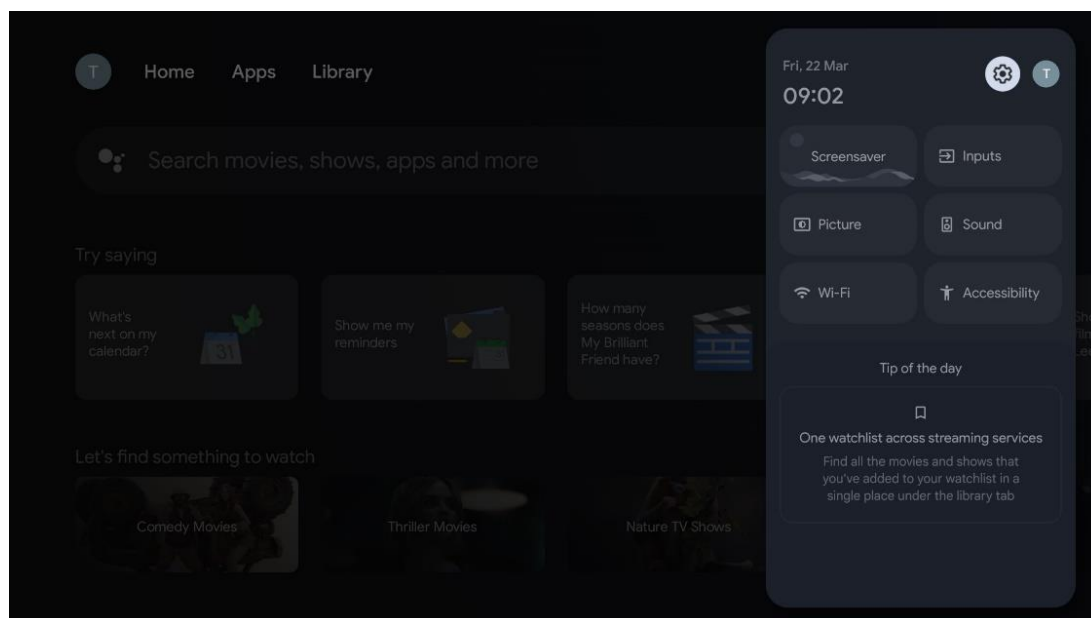 T
Home
Apps
Library
Search movies, shows, apps and more
Try saying
What's
next on my
calendar?
31
Show me my
reminders
How many
seasons does
My Brilliant
Friend have?
Let's find something to watch
Comedy Movies
Thriller Movies
Nature TV Shows
Fri, 22 Mar
09:02
T
Screensaver
Inputs
Picture
Sound
Wi-Fi
Accessibility
Tip of the day
One watchlist across streaming services
Find all the movies and shows that
you've added to your watchlist in a
single place under the library tab